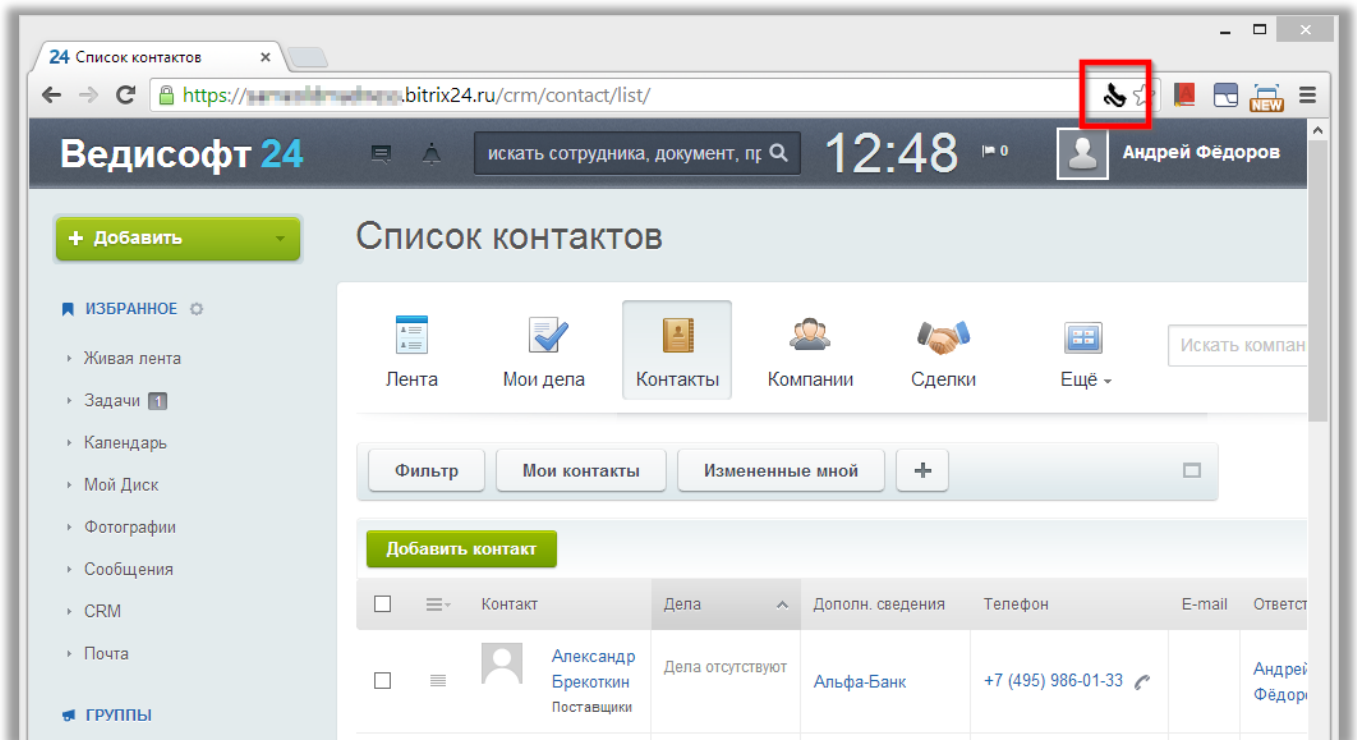 24 Список контактов
https://
.bitrix24.ru/crm/contact/list/
NEW
Ведисофт 24
искать сотрудника, документ, пр
12:48
0
Андрей Фёдоров
+ Добавить
Список контактов
ИЗБРАННОЕ
Живая лента
Задачи 1
Календарь
Мой Диск
Фотографии
Сообщения
CRM
Почта
ГРУППЫ
Лента
Мои дела
Контакты
Компании
Сделки
Ещё
Искать компан
Фильтр
Мои контакты
Измененные мной
+
Добавить контакт
Контакт
Дела
Дополн. сведения
Телефон
E-mail
Ответст
Александр
Брекоткин
Поставщики
Дела отсутствуют
Альфа-Банк
+7 (495) 986-01-33
Андрей
Фёдоро